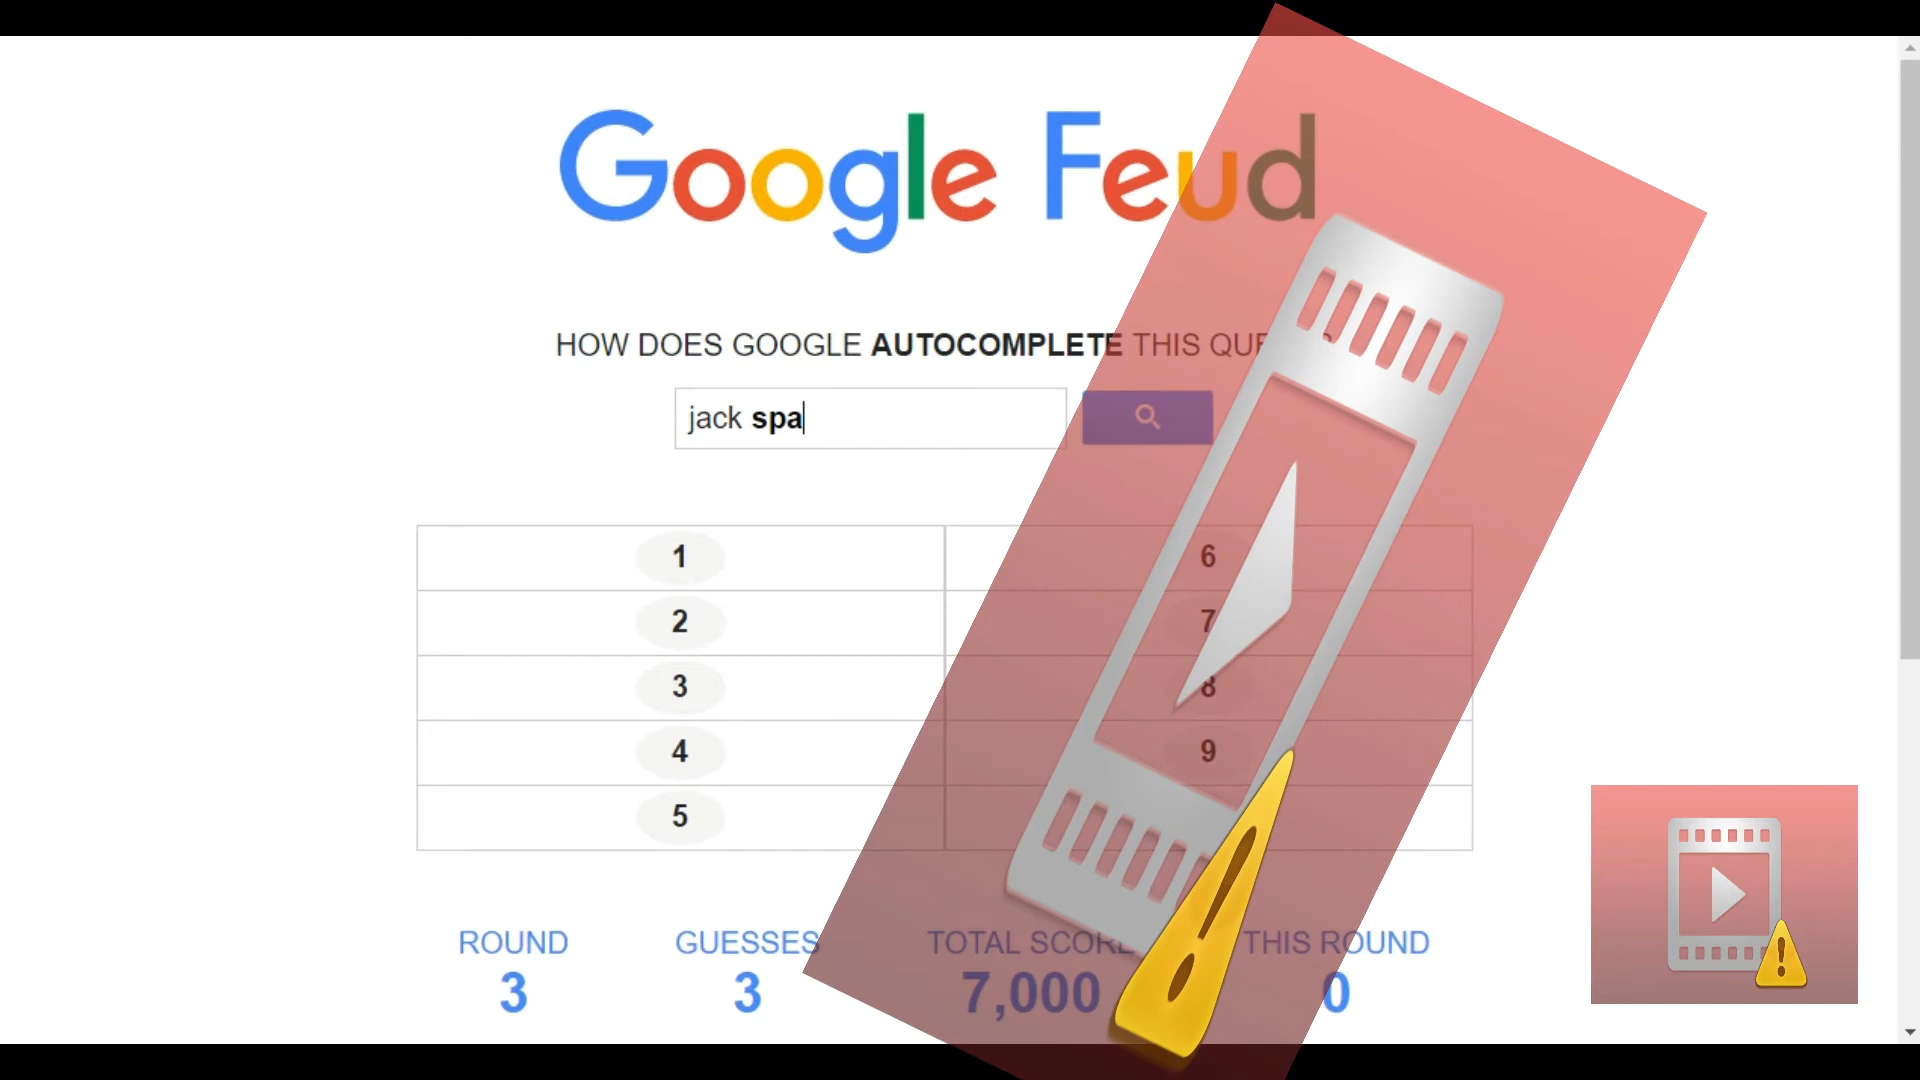 Google Feud
HOW DOES GOOGLE AUTOCOMPLETE THIS
jack spa
1
6
2
7
3
8
4
9
5
ROUND
GUESSES
TOTAL SCORE
THIS ROUND
3
3
7,000
0